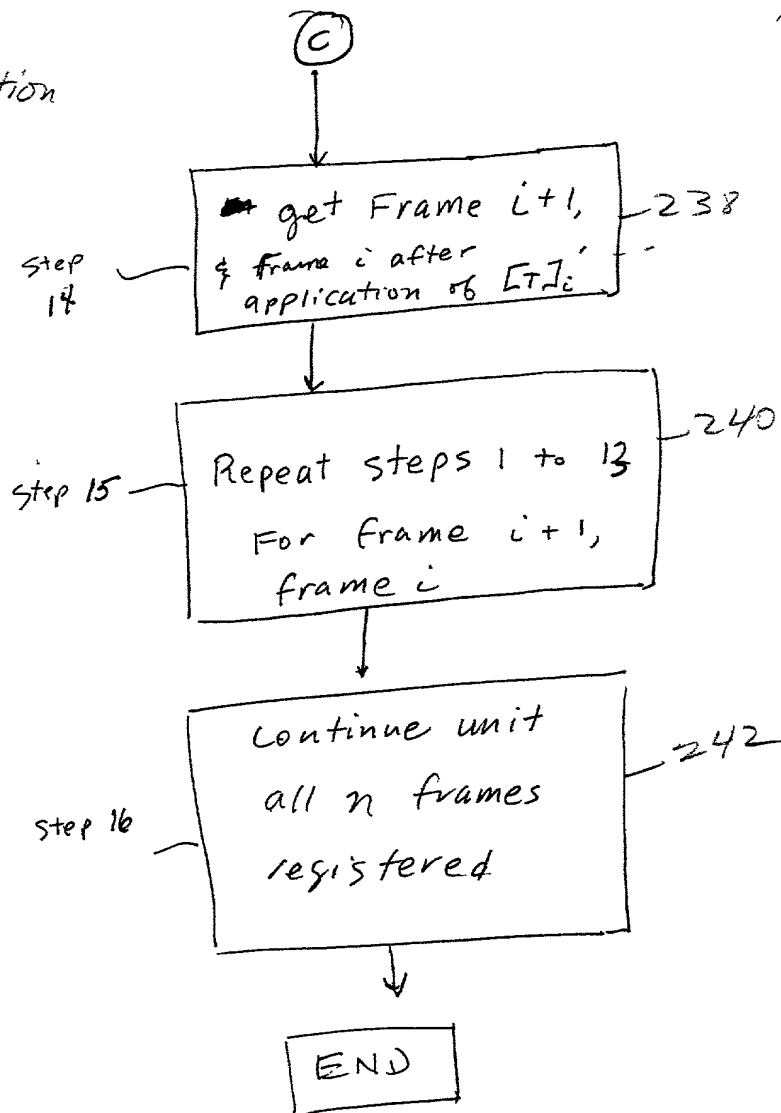 C
tion
get Frame i+1,
& frame i after
application of [T]i
238
step
14
Repeat steps 1 to 13
For frame i+1,
frame i
240
step 15
Continue unit
all n frames
registered
242
step 16
END